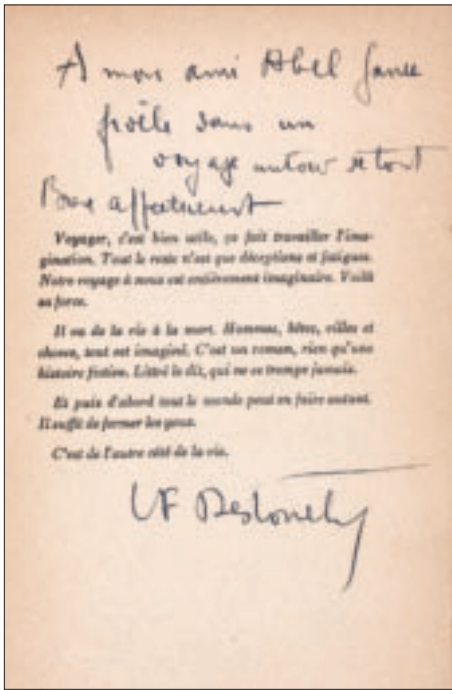 A mon ami Abel Gance
dans un
voyage autour de tout
Bien
Voyager, c'est bien utile, ça fait travailler l'ima-
gination. Tout le reste n'est que déceptions et fatigues.
Notre voyage à nous est entièrement imaginaire. Voilà
sa force.
Il va de la vie à la mort. Hommes, bêtes, villes et
choses, tout est imaginé. C'est un roman, rien qu'une
histoire fictive. Littré le dit, qui ne se trompe jamais.
Et puis d'abord tout le monde peut en faire autant.
Il suffit de fermer les yeux.
C'est de l'autre côté de la vie.
LF Destouches